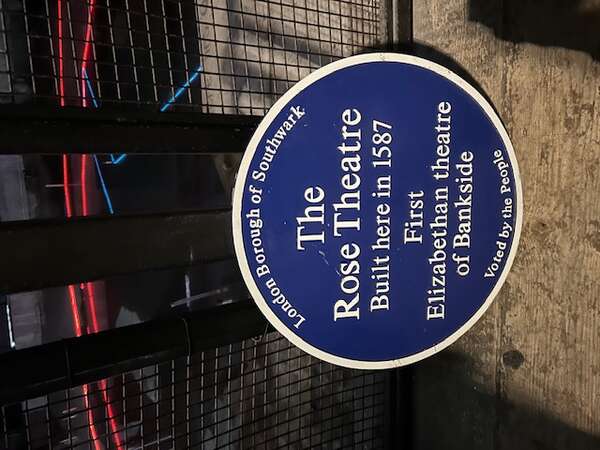 London Borough of Southwark
The
Rose Theatre
Built here in 1587
First
Elizabethan theatre
of Bankside
Voted by the People